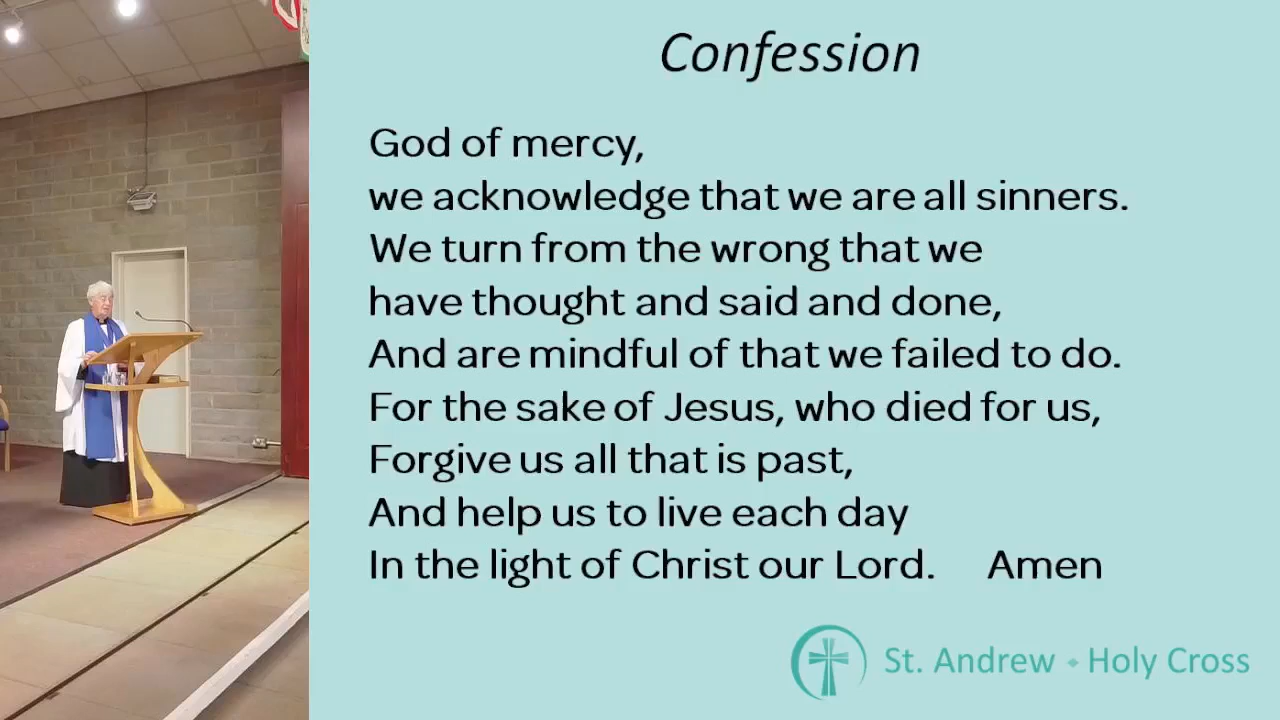 Confession
God of mercy,
we acknowledge that we are all sinners.
We turn from the wrong that we
have thought and said and done,
And are mindful of that we failed to do.
For the sake of Jesus, who died for us,
Forgive us all that is past,
And help us to live each day
In the light of Christ our Lord. Amen
St. Andrew Holy Cross